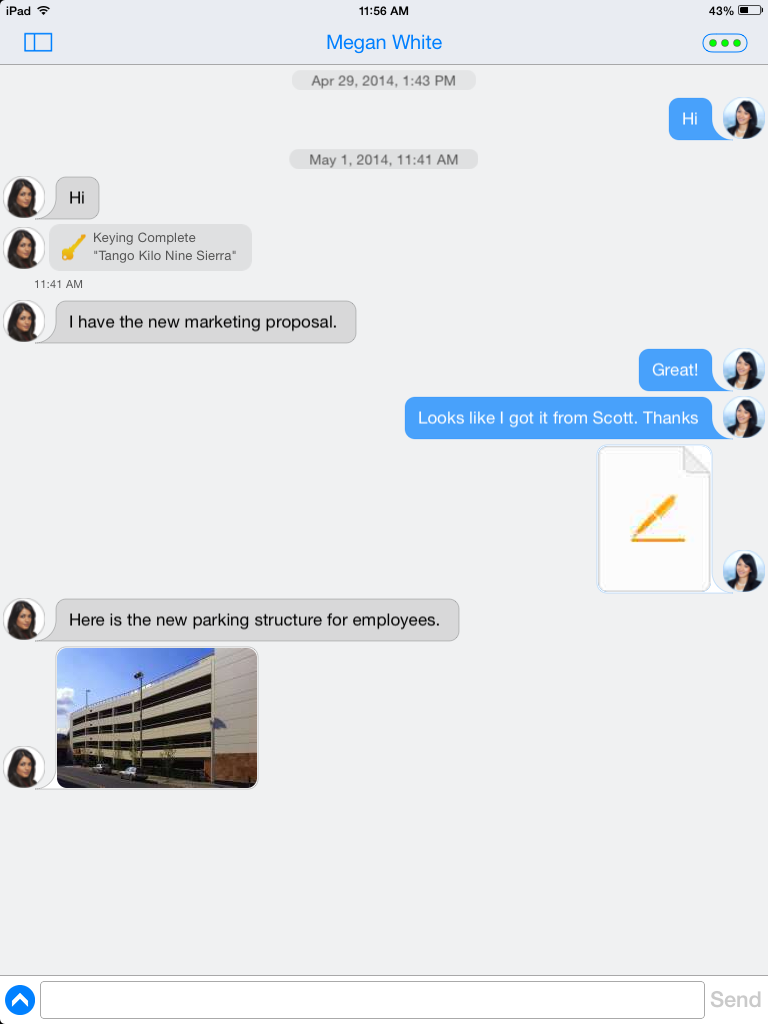 iPad 11:56 AM 43%
Megan White
Apr 29, 2014, 1:43 PM
Hi
May 1, 2014, 11:41 AM
Hi
Keying Complete
"Tango Kilo Nine Sierra"
11:41 AM
I have the new marketing proposal.
Great!
Looks like I got it from Scott. Thanks
Here is the new parking structure for employees.
Send